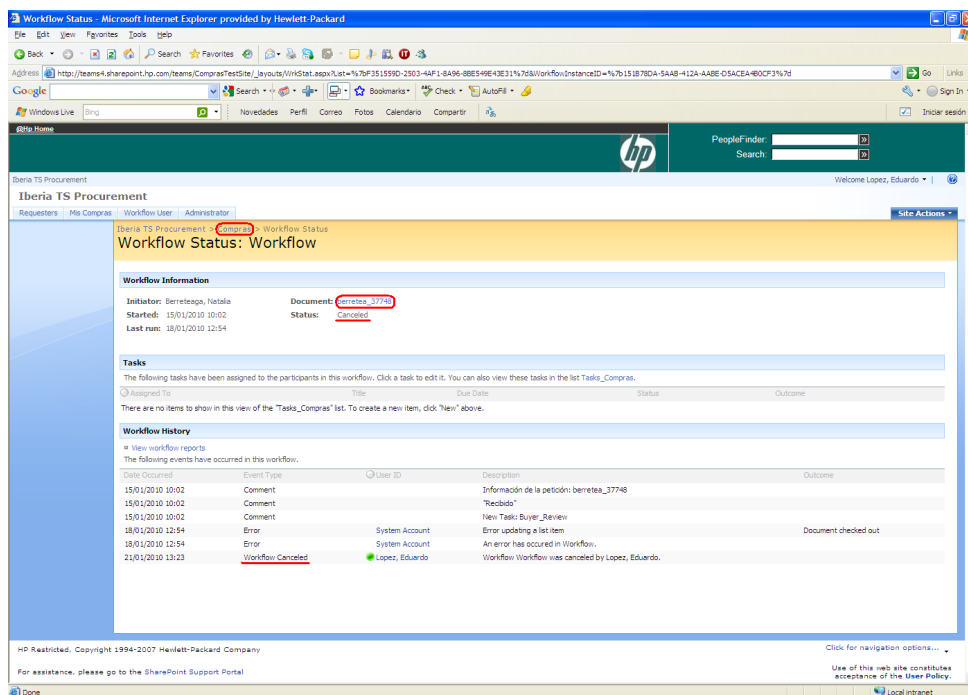 Workflow Status - Microsoft Internet Explorer provided by Hewlett-Packard
File Edit View Favorites Tools Help
Back Search Favorites
Address http://teams4.sharepoint.hp.com/teams/ComprasTestSite/_layouts/WrkStat.aspx?List=%7bF351559D-2503-4AF1-8A96-8BE549E43E31%7d&WorkflowInstanceID=%7b151B78DA-5AAB-412A-AABE-D5ACEA4B0CF3%7d Go Links
Google Search Bookmarks Check AutoFill Sign In
Windows Live Bing Novedades Perfil Correo Fotos Calendario Compartir Iniciar sesión
@Hp Home
hp
PeopleFinder:
Search:
Iberia TS Procurement Welcome Lopez, Eduardo
Iberia TS Procurement
Requesters Mis Compras Workflow User Administrator Site Actions
Iberia TS Procurement > Compras > Workflow Status
Workflow Status: Workflow
Workflow Information
Initiator: Berreteaga, Natalia Document: berretea_37748
Started: 15/01/2010 10:02 Status: Canceled
Last run: 18/01/2010 12:54
Tasks
The following tasks have been assigned to the participants in this workflow. Click a task to edit it. You can also view these tasks in the list Tasks_Compras.
Assigned To Title Due Date Status Outcome
There are no items to show in this view of the "Tasks_Compras" list. To create a new item, click "New" above.
Workflow History
View workflow reports
The following events have occurred in this workflow.
Date Occurred Event Type User ID Description Outcome
15/01/2010 10:02 Comment Información de la petición: berretea_37748
15/01/2010 10:02 Comment "Recibido"
15/01/2010 10:02 Comment New Task: Buyer_Review
18/01/2010 12:54 Error System Account Error updating a list item Document checked out
18/01/2010 12:54 Error System Account An error has occured in Workflow.
21/01/2010 13:23 Workflow Canceled Lopez, Eduardo Workflow Workflow was canceled by Lopez, Eduardo.
HP Restricted, Copyright 1994-2007 Hewlett-Packard Company Click for navigation options...
For assistance, please go to the SharePoint Support Portal Use of this web site constitutes
acceptance of the User Policy.
Done Local intranet